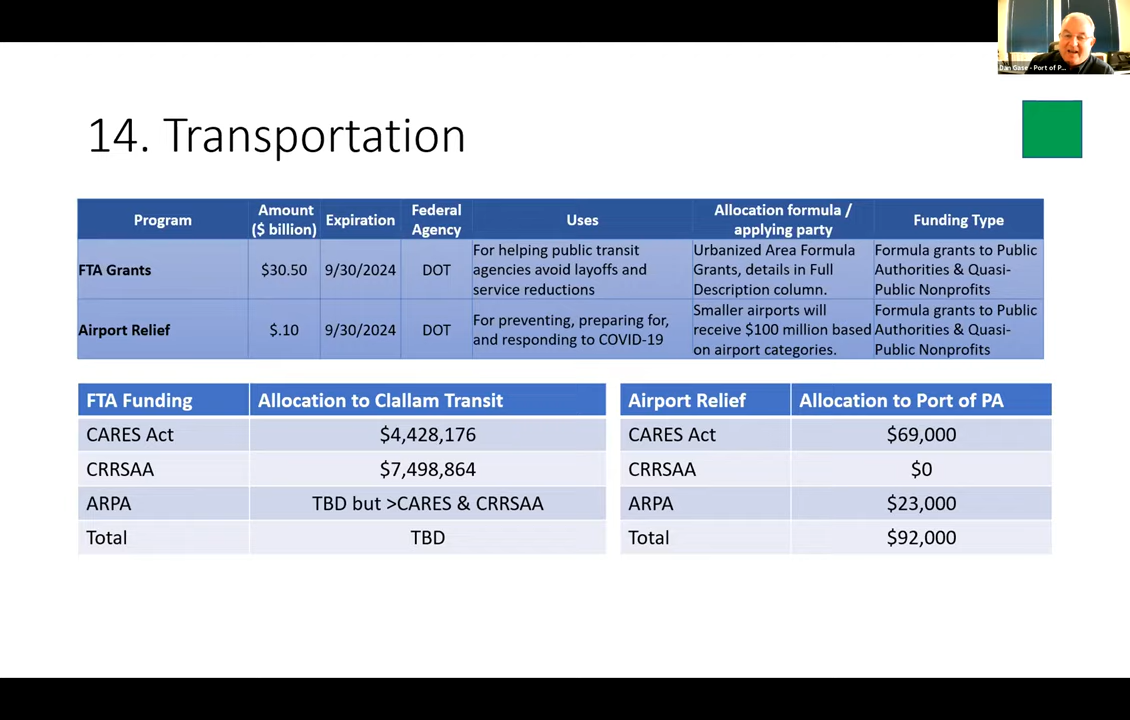 Dan Gase - Port of P...
14. Transportation
Program
Amount
($ billion)
Expiration
Federal
Agency
Uses
Allocation formula /
applying party
Funding Type
FTA Grants
$30.50
9/30/2024
DOT
For helping public transit
agencies avoid layoffs and
service reductions
Urbanized Area Formula
Grants, details in Full
Description column.
Formula grants to Public
Authorities & Quasi-
Public Nonprofits
Airport Relief
$.10
9/30/2024
DOT
For preventing, preparing for,
and responding to COVID-19
Smaller airports will
receive $100 million based
on airport categories.
Formula grants to Public
Authorities & Quasi-
Public Nonprofits
FTA Funding Allocation to Clallam Transit
CARES Act $4,428,176
CRRSAA $7,498,864
ARPA TBD but >CARES & CRRSAA
Total TBD
Airport Relief Allocation to Port of PA
CARES Act $69,000
CRRSAA $0
ARPA $23,000
Total $92,000